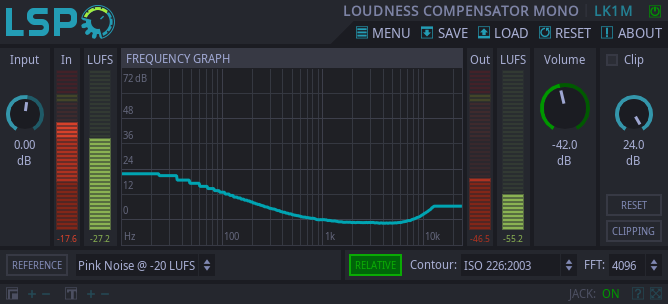 LSP
LOUDNESS COMPENSATOR MONO LK1M
MENU SAVE LOAD RESET ABOUT
Input In LUFS FREQUENCY GRAPH Out LUFS Volume Clip
72 dB
48
36
24
12
0
Hz 100 1k 10k
0.00
dB
-17.6 -27.2
-46.5 -55.2
-42.0
dB
24.0
dB
RESET
CLIPPING
REFERENCE Pink Noise @ -20 LUFS RELATIVE Contour: ISO 226:2003 FFT: 4096
JACK: ON